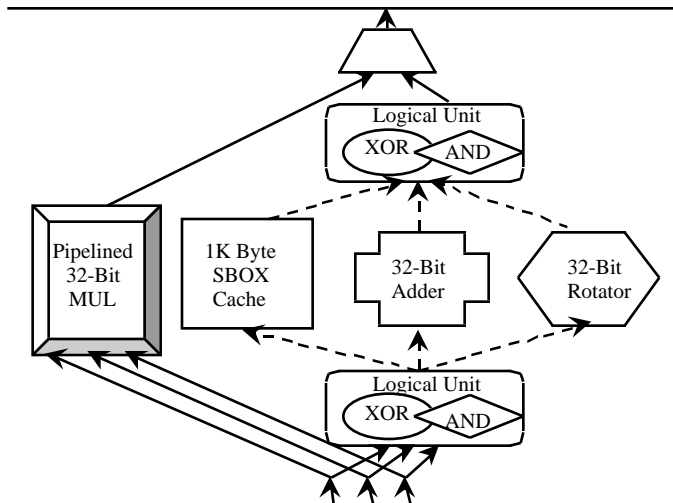 Logical Unit
XOR AND
Pipelined
32-Bit
MUL
1K Byte
SBOX
Cache
32-Bit
Adder
32-Bit
Rotator
Logical Unit
XOR AND